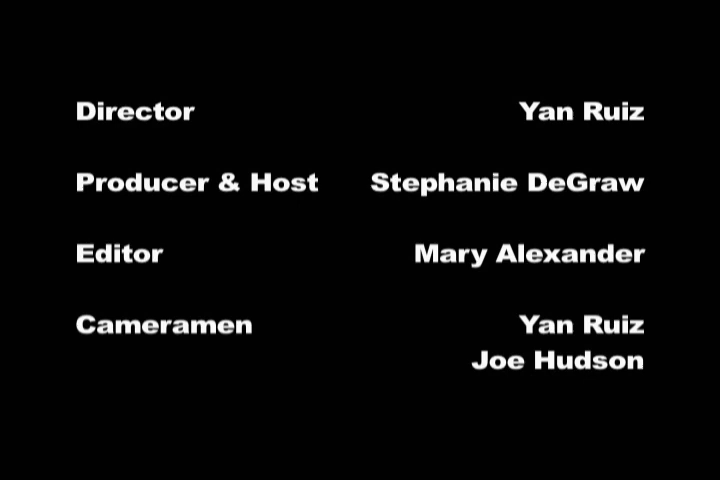 Director Yan Ruiz
Producer & Host Stephanie DeGraw
Editor Mary Alexander
Cameramen Yan Ruiz
Joe Hudson